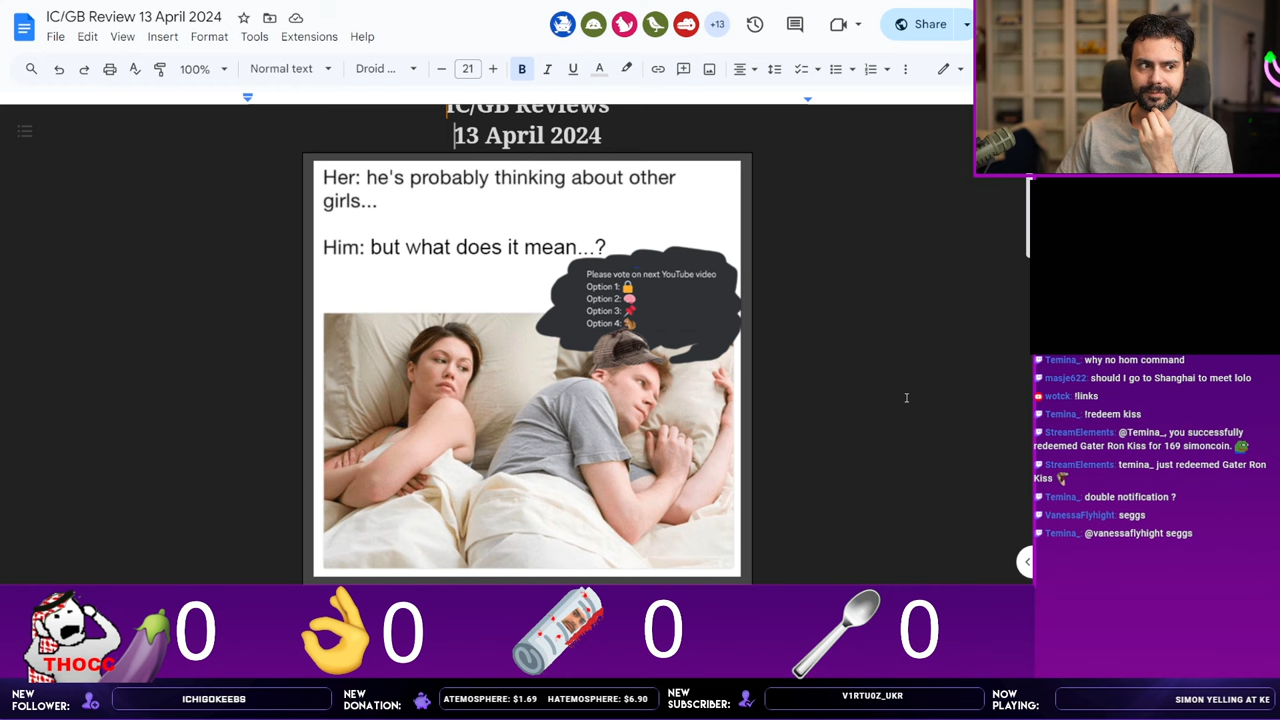 IC/GB Review 13 April 2024
File Edit View Insert Format Tools Extensions Help
+13
Share
100% Normal text Droid ... 21 B I U A
IC/GB Reviews
13 April 2024
Her: he's probably thinking about other
girls...
Him: but what does it mean...?
Please vote on next YouTube video
Option 1: 🔒
Option 2: 🧠
Option 3: 📌
Option 4:
Temina_: why no hom command
masje622: should I go to Shanghai to meet lolo
wotck: !links
Temina_: !redeem kiss
StreamElements: @Temina_, you successfully
redeemed Gater Ron Kiss for 169 simoncoin.
StreamElements: temina_ just redeemed Gater Ron
Kiss
Temina_: double notification ?
VanessaFlyhight: seggs
Temina_: @vanessaflyhight seggs
THOCC 0 0 0 0
NEW
FOLLOWER:
ICHIGOKEEBS
NEW
DONATION:
ATEMOSPHERE: $1.69 HATEMOSPHERE: $6.90
NEW
SUBSCRIBER:
V1RTU0Z_UKR
NOW
PLAYING:
SIMON YELLING AT KE